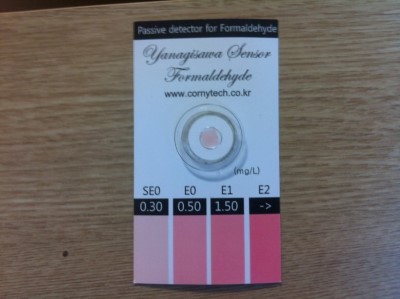 Passive detector for Formaldehyde
Yanagisawa Sensor
Formaldehyde
www.cornytech.co.kr
(mg/L)
SE0 E0 E1 E2
0.30 0.50 1.50 ->